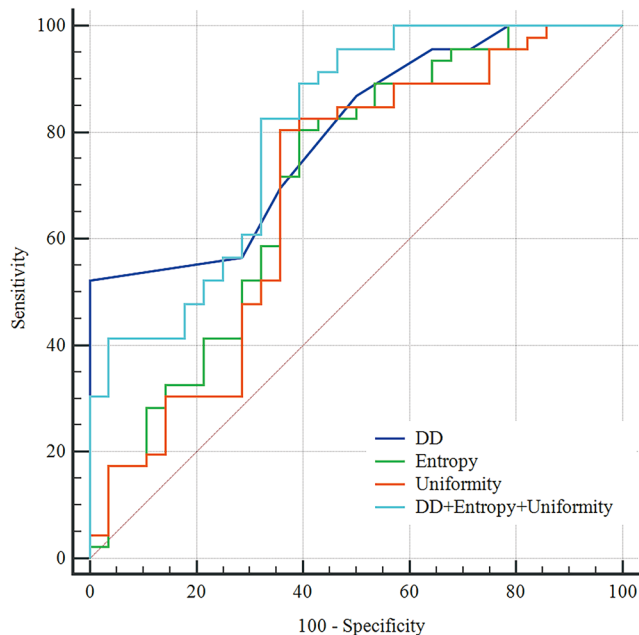 100
80
60
40
20
0
Sensitivity
DD
Entropy
Uniformity
DD+Entropy+Uniformity
0 20 40 60 80 100
100 - Specificity